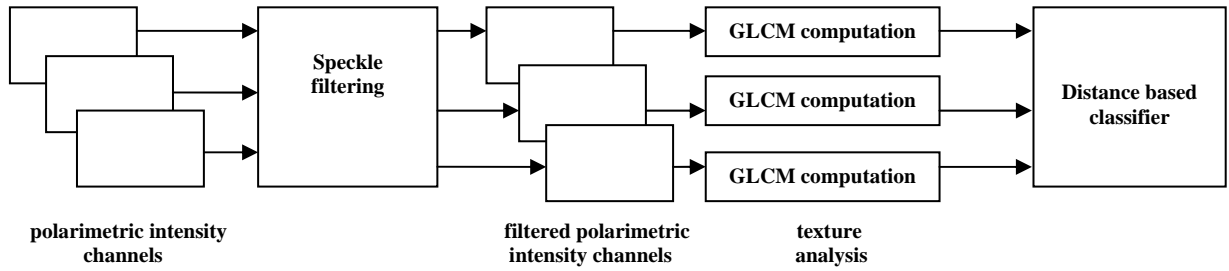 GLCM computation
Speckle
filtering
GLCM computation
Distance based
classifier
GLCM computation
polarimetric intensity
channels
filtered polarimetric
intensity channels
texture
analysis